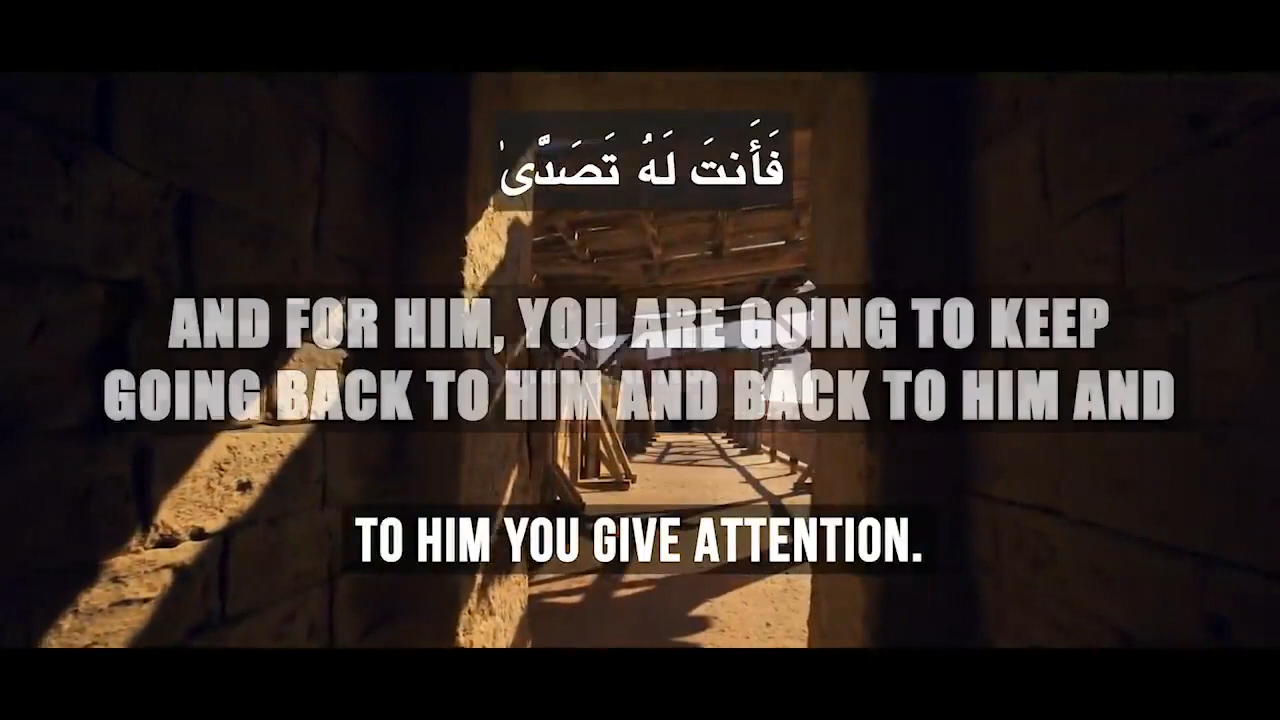 فَأَنتَ لَهُ تَصَدَّىٰ
AND FOR HIM, YOU ARE GOING TO KEEP
GOING BACK TO HIM AND BACK TO HIM AND
TO HIM YOU GIVE ATTENTION.